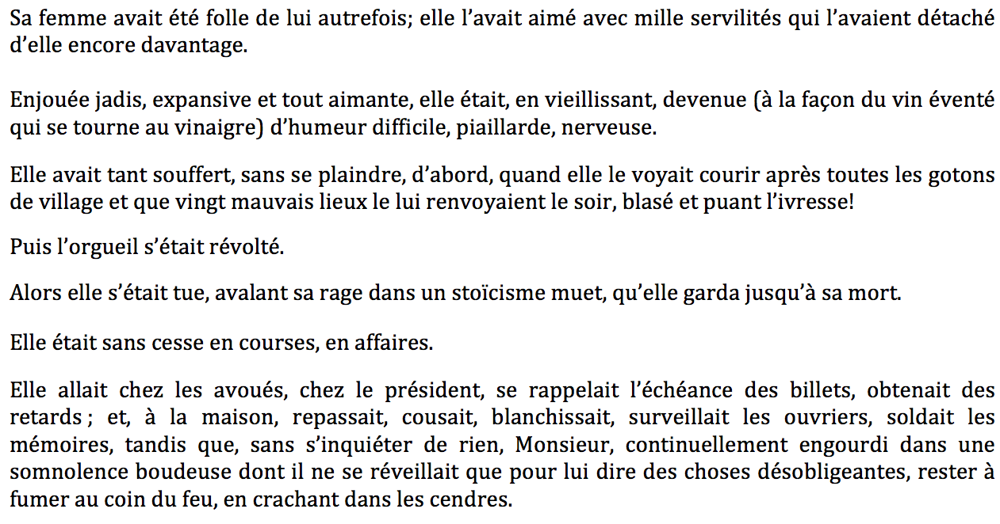 Sa femme avait été folle de lui autrefois; elle l’avait aimé avec mille servilités qui l’avaient détaché
d’elle encore davantage.
Enjouée jadis, expansive et tout aimante, elle était, en vieillissant, devenue (à la façon du vin éventé
qui se tourne au vinaigre) d’humeur difficile, piaillarde, nerveuse.
Elle avait tant souffert, sans se plaindre, d’abord, quand elle le voyait courir après toutes les gotons
de village et que vingt mauvais lieux le lui renvoyaient le soir, blasé et puant l’ivresse!
Puis l’orgueil s’était révolté.
Alors elle s’était tue, avalant sa rage dans un stoïcisme muet, qu’elle garda jusqu’à sa mort.
Elle était sans cesse en courses, en affaires.
Elle allait chez les avoués, chez le président, se rappelait l’échéance des billets, obtenait des
retards ; et, à la maison, repassait, cousait, blanchissait, surveillait les ouvriers, soldait les
mémoires, tandis que, sans s’inquiéter de rien, Monsieur, continuellement engourdi dans une
somnolence boudeuse dont il ne se réveillait que pour lui dire des choses désobligeantes, rester à
fumer au coin du feu, en crachant dans les cendres.